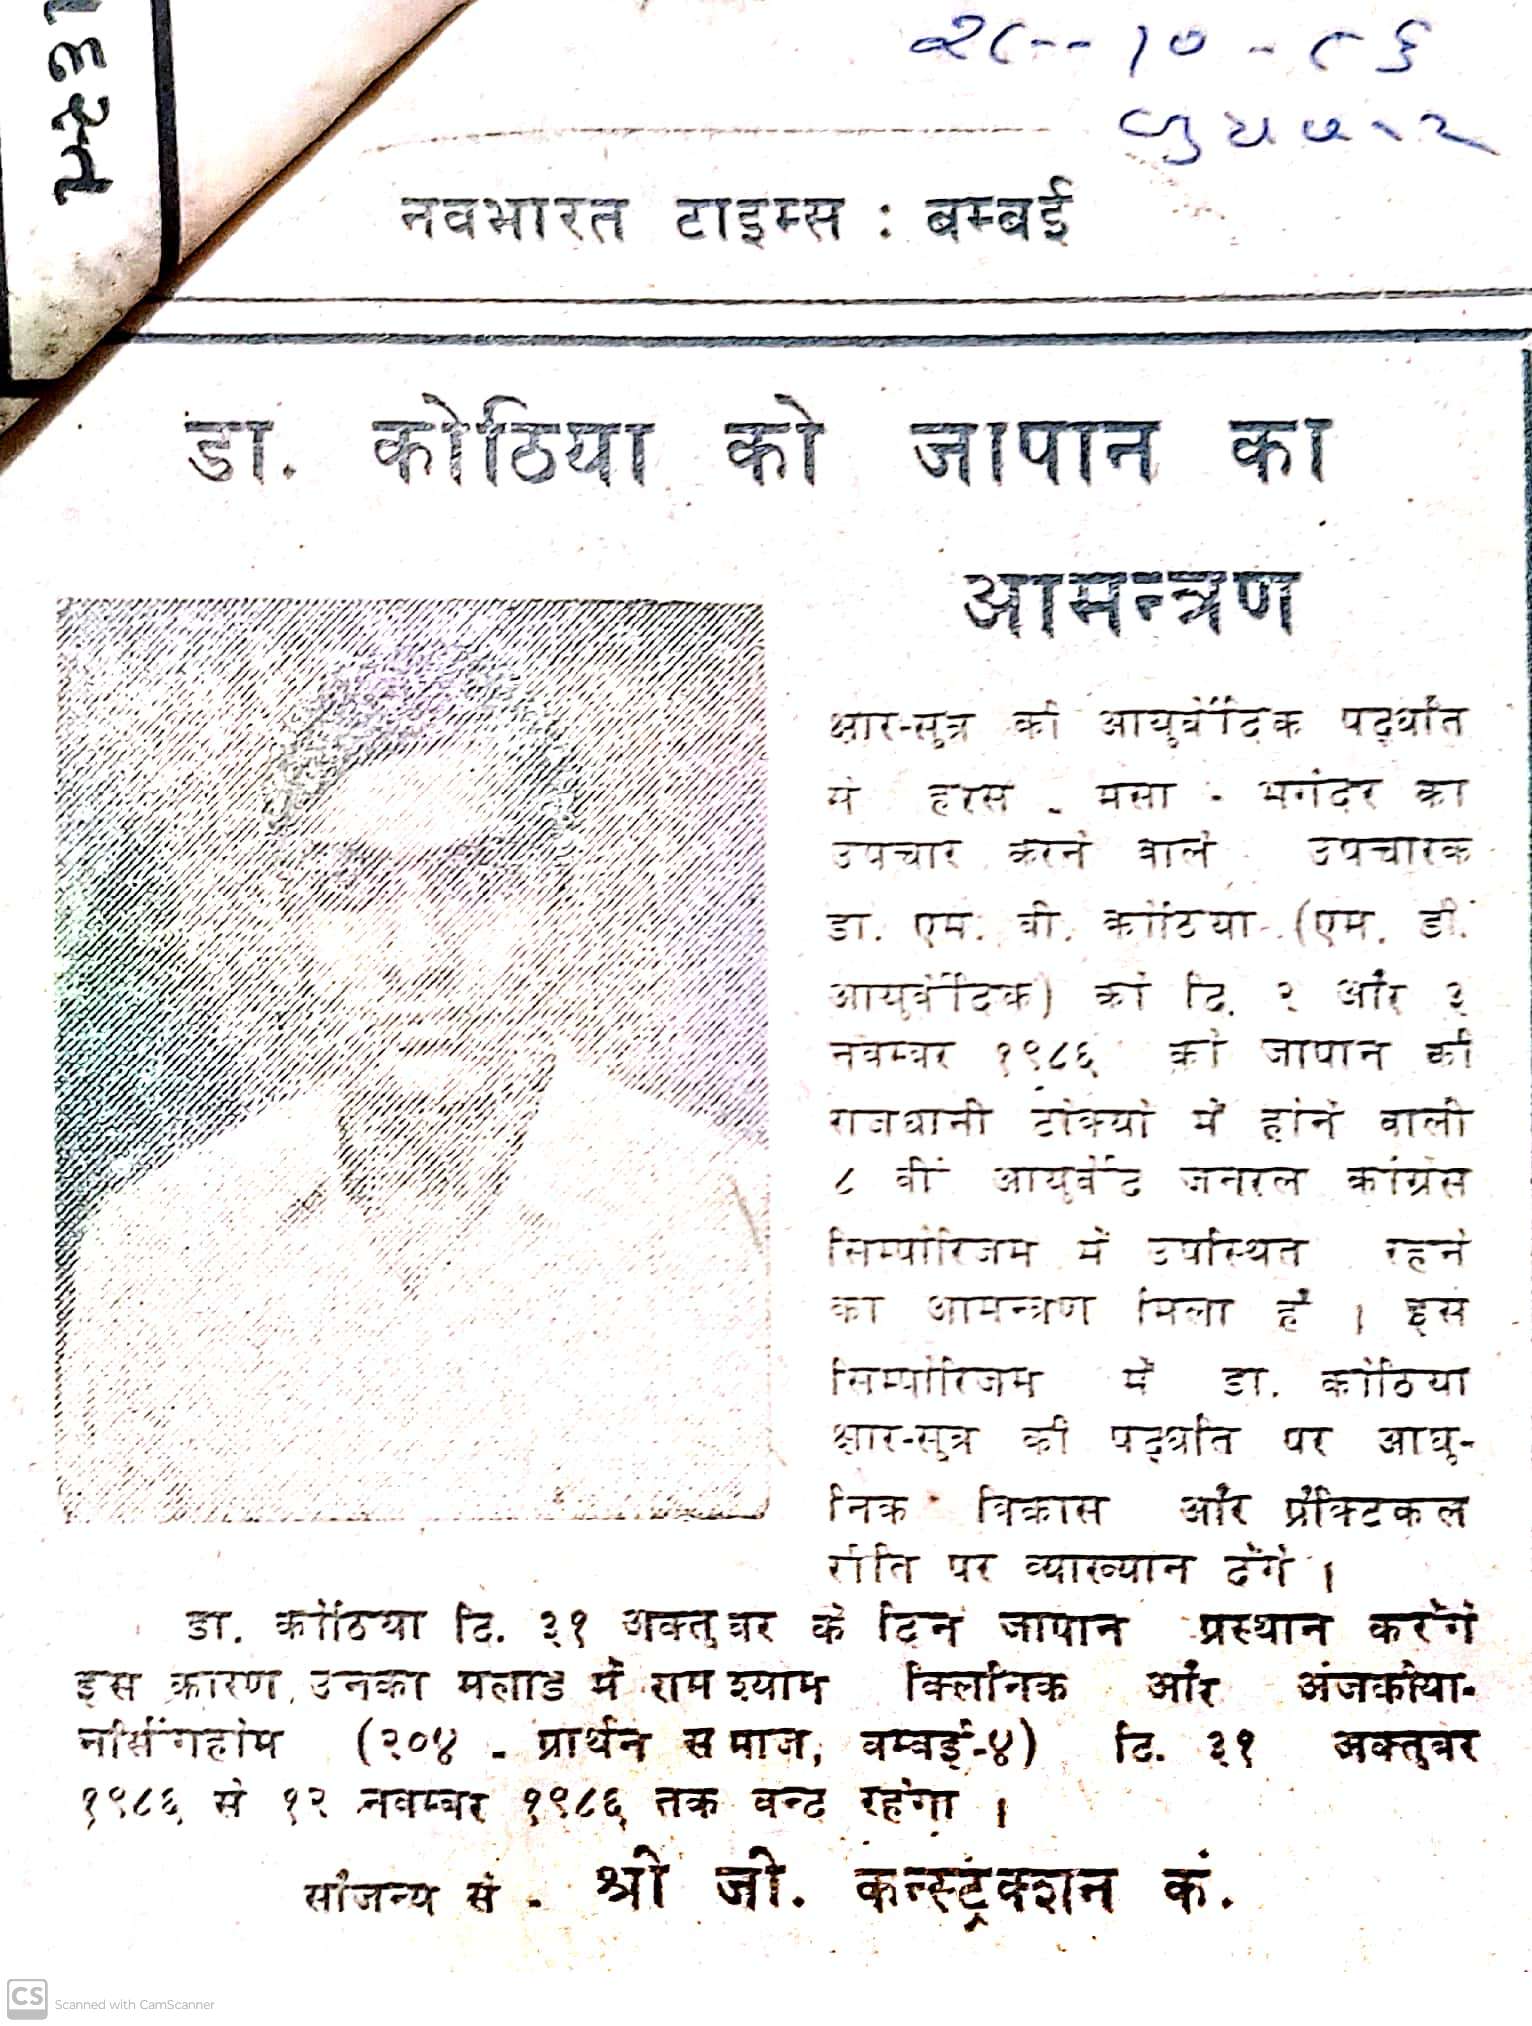 हरत
२८--१०-८६
बुधवार
नवभारत टाइम्स : बम्बई
डा. कोठिया को जापान का
आमन्त्रण
क्षार-सुत्र की आयुर्वेदिक पद्धति
में हरस - मसा - भगंदर का
उपचार करने वाले उपचारक
डा. एम. वी. कोठिया (एम. डी.
आयुर्वेदिक) को दि. २ और ३
नवम्बर १९८६ को जापान की
राजधानी टोक्यो में होने वाली
८ वीं आयुर्वेद जनरल कांग्रेस
सिम्पोरिजम में उपस्थित रहने
का आमन्त्रण मिला है । इस
सिम्पोरिजम में डा. कोठिया
क्षार-सुत्र की पद्धति पर आधु-
निक विकास और प्रेक्टिकल
रीति पर व्याख्यान देंगे ।
डा. कोठिया दि. ३१ अक्तुबर के दिन जापान प्रस्थान करेंगे
इस कारण उनका मलाड में राम श्याम क्लिनिक और अंजकीया-
नर्सिंगहोम (२०४ - प्रार्थन समाज, बम्बई-४) दि. ३१ अक्तुबर
१९८६ से १२ नवम्बर १९८६ तक बन्द रहेगा ।
सौजन्य से - श्री जी. कन्स्ट्रक्शन कं.
CS Scanned with CamScanner